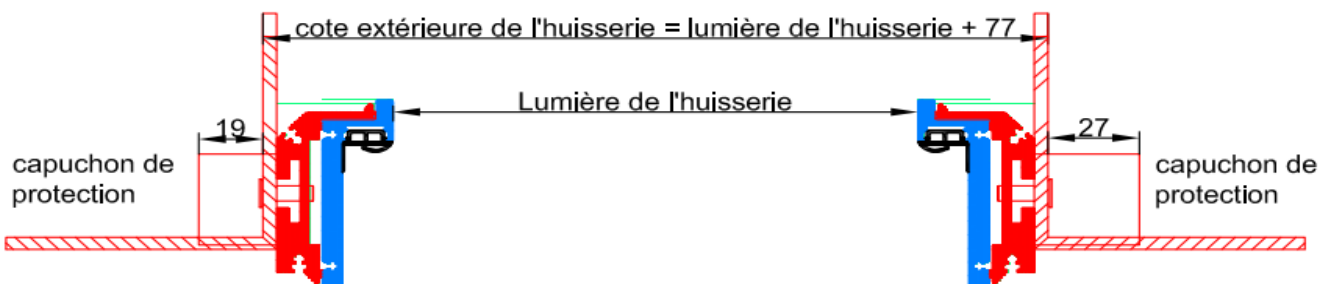 cote extérieure de l'huisserie = lumière de l'huisserie + 77
Lumière de l'huisserie
19
27
capuchon de
protection
capuchon de
protection